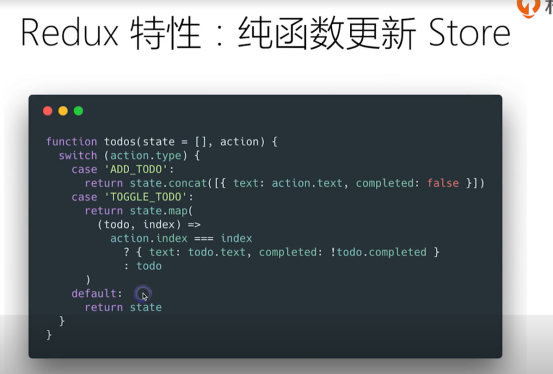 Redux 特性：纯函数更新 Store
function todos(state = [], action) {
  switch (action.type) {
    case 'ADD_TODO':
      return state.concat([{ text: action.text, completed: false }])
    case 'TOGGLE_TODO':
      return state.map(
        (todo, index) =>
          action.index === index
            ? { text: todo.text, completed: !todo.completed }
            : todo
      )
    default:
      return state
  }
}